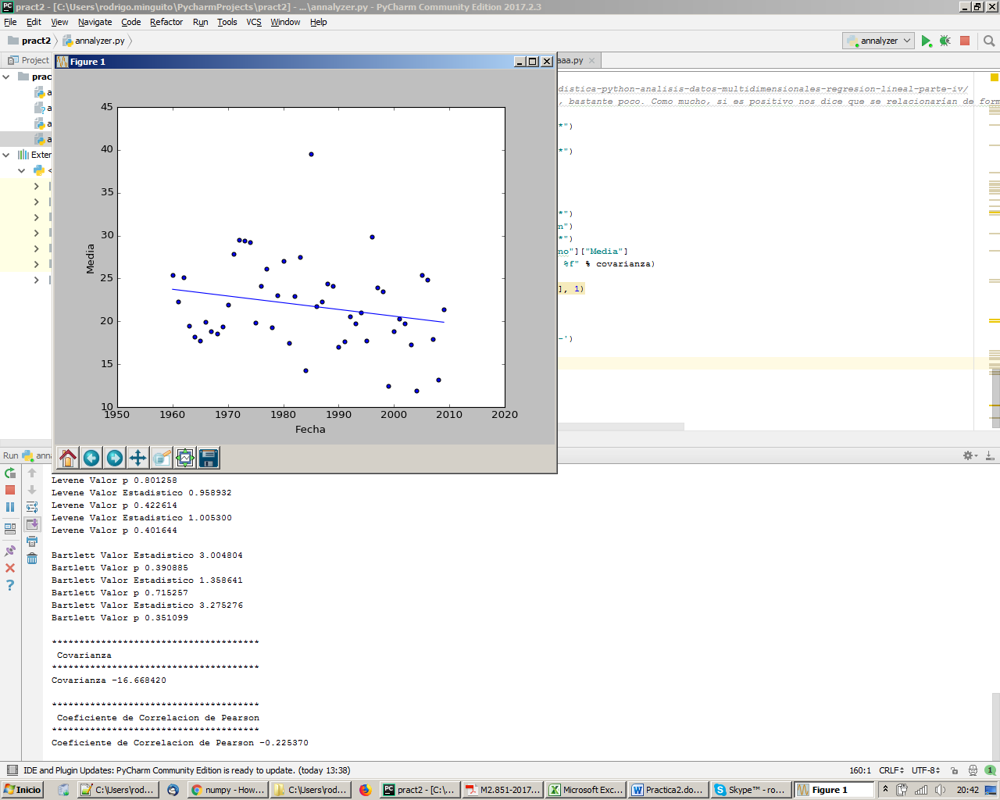 pract2 - [C:\Users\rodrigo.minguito\PycharmProjects\pract2] - ...\annalyzer.py - PyCharm Community Edition 2017.2.3
File Edit View Navigate Code Refactor Run Tools VCS Window Help
pract2 annalyzer.py
annalyzer
Project
aaa.py
prac
a
a
a
a
Exter
Figure 1
45
40
35
30
25
20
15
10
Media
1950 1960 1970 1980 1990 2000 2010 2020
Fecha
distica-python-analisis-datos-multidimensionales-regresion-lineal-parte-iv/
, bastante poco. Como mucho, si es positivo nos dice que se relacionarían de form
*")
*")
*")
n")
*")
no"]["Media"]
%f" % covarianza)
], 1)
-')
Run anna
Levene Valor p 0.801258
Levene Valor Estadistico 0.958932
Levene Valor p 0.422614
Levene Valor Estadistico 1.005300
Levene Valor p 0.401644
Bartlett Valor Estadistico 3.004804
Bartlett Valor p 0.390885
Bartlett Valor Estadistico 1.358641
Bartlett Valor p 0.715257
Bartlett Valor Estadistico 3.275276
Bartlett Valor p 0.351099
**************************************
Covarianza
**************************************
Covarianza -16.668420
**************************************
Coeficiente de Correlacion de Pearson
**************************************
Coeficiente de Correlacion de Pearson -0.225370
IDE and Plugin Updates: PyCharm Community Edition is ready to update. (today 13:38)
160:1 CRLF UTF-8 1
Inicio C:\Users\rod... numpy - How... C:\Users\rod... pract2 - [C:\... M2.851-2017... Microsoft Exc... Practica2.do... Skype™ - ro... Figure 1 20:42